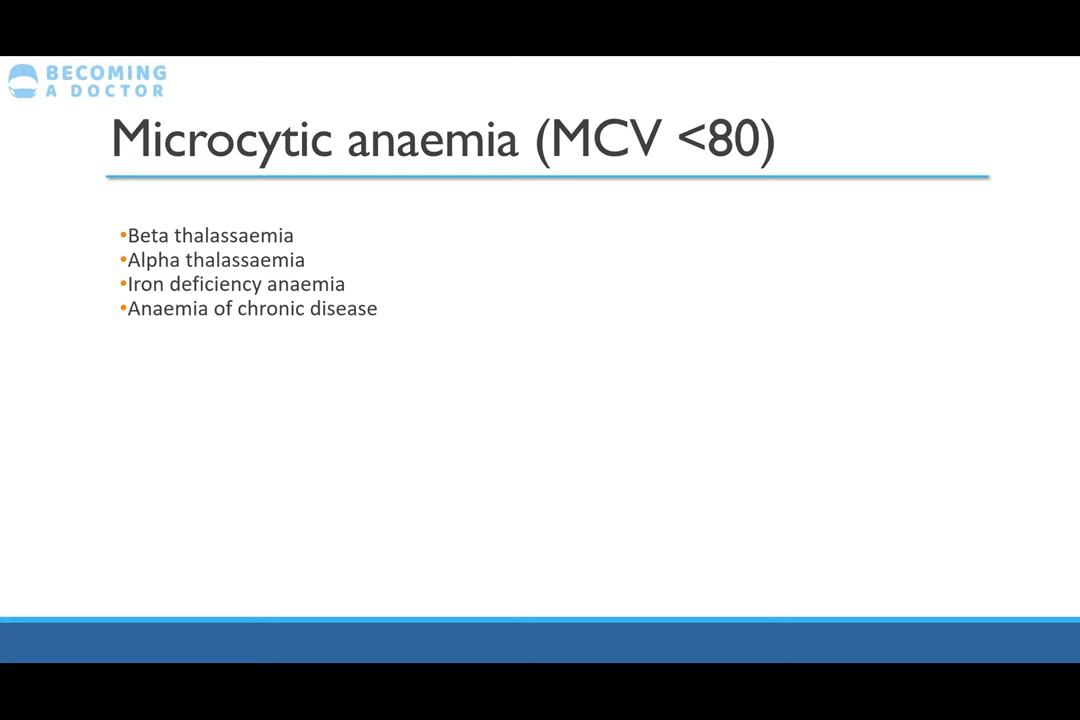 BECOMING
A DOCTOR
Microcytic anaemia (MCV <80)
•Beta thalassaemia
•Alpha thalassaemia
•Iron deficiency anaemia
•Anaemia of chronic disease